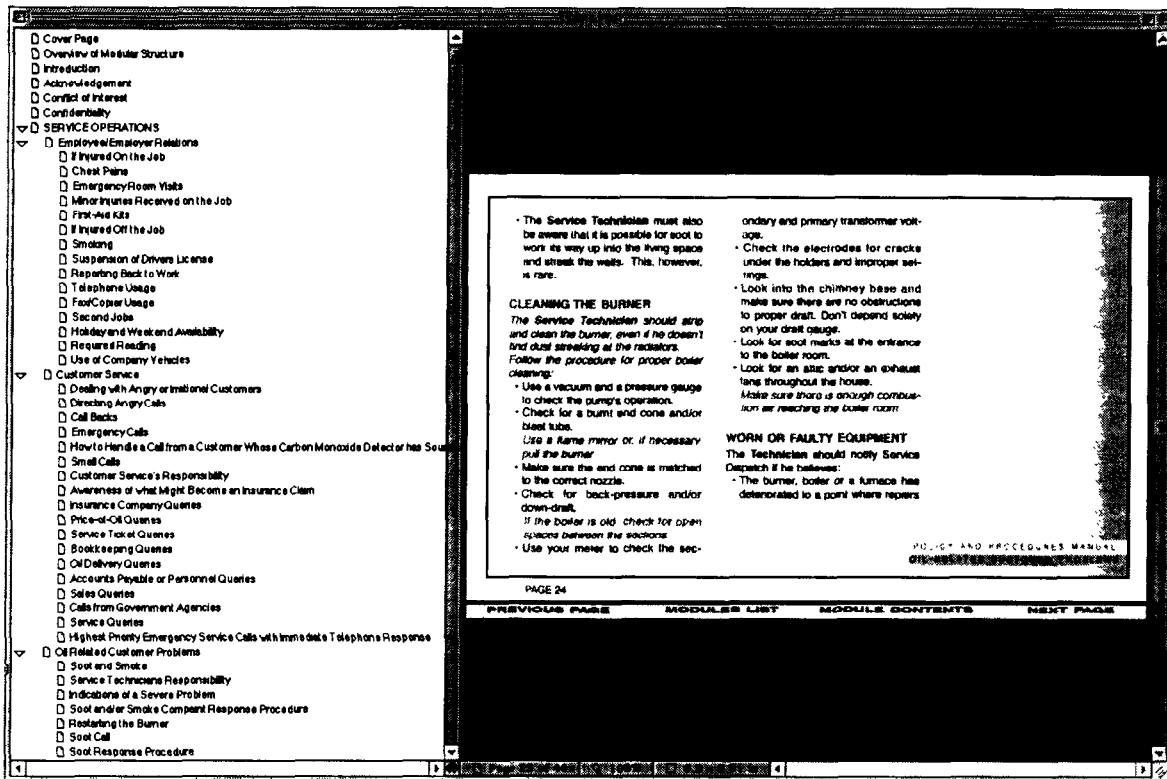 Cover Page
Overview of Modular Structure
Introduction
Acknowledgement
Conflict of Interest
Confidentiality
SERVICE OPERATIONS
Employee/Employer Relations
If Injured On the Job
Chest Pains
Emergency Room Visits
Minor Injuries Received on the Job
First-Aid Kits
If Injured Off the Job
Smoking
Suspension of Drivers License
Reporting Back to Work
Telephone Usage
Fax/Copier Usage
Second Jobs
Holiday and Weekend Availability
Required Reading
Use of Company Vehicles
Customer Service
Dealing with Angry or Irrational Customers
Directing Angry Calls
Call Backs
Emergency Calls
How to Handle a Call from a Customer Whose Carbon Monoxide Detector has Sou
Smell Calls
Customer Service's Responsibility
Awareness of what Might Become an Insurance Claim
Insurance Company Queries
Price-of-Oil Queries
Service Ticket Queries
Bookkeeping Queries
Oil Delivery Queries
Accounts Payable or Personnel Queries
Sales Queries
Calls from Government Agencies
Service Queries
Highest Priority Emergency Service Calls with Immediate Telephone Response
Oil Related Customer Problems
Soot and Smoke
Service Technicians Responsibility
Indications of a Severe Problem
Soot and/or Smoke Compaint Response Procedure
Restarting the Burner
Soot Call
Soot Response Procedure
• The Service Technician must also
be aware that it is possible for soot to
work its way up into the living space
and streak the walls. This, however,
is rare.
CLEANING THE BURNER
The Service Technician should strip
and clean the burner, even if he doesn't
find dust streaking at the radiators.
Follow the procedure for proper boiler
cleaning:
• Use a vacuum and a pressure gauge
to check the pump's operation.
• Check for a burnt end cone and/or
blast tube.
Use a flame mirror or, if necessary
pull the burner
• Make sure the end cone is matched
to the correct nozzle.
• Check for back-pressure and/or
down-draft.
If the boiler is old, check for open
spaces between the sections
• Use your meter to check the sec-
ondary and primary transformer volt-
age.
• Check the electrodes for cracks
under the holders and improper set-
tings.
• Look into the chimney base and
make sure there are no obstructions
to proper draft. Don't depend solely
on your draft gauge.
• Look for soot marks at the entrance
to the boiler room.
• Look for an attic and/or an exhaust
fans throughout the house.
Make sure there is enough combus-
tion air reaching the boiler room
WORN OR FAULTY EQUIPMENT
The Technician should notify Service
Dispatch if he believes:
• The burner, boiler or a furnace has
deteriorated to a point where repairs
POLICY AND PROCEDURES MANUAL
PAGE 24
PREVIOUS PAGE MODULES LIST MODULE CONTENTS NEXT PAGE